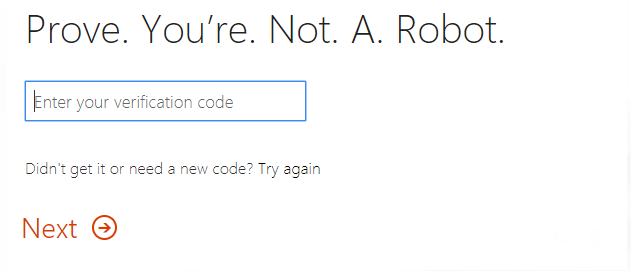 Prove. You’re. Not. A. Robot.
Enter your verification code
Didn't get it or need a new code? Try again
Next